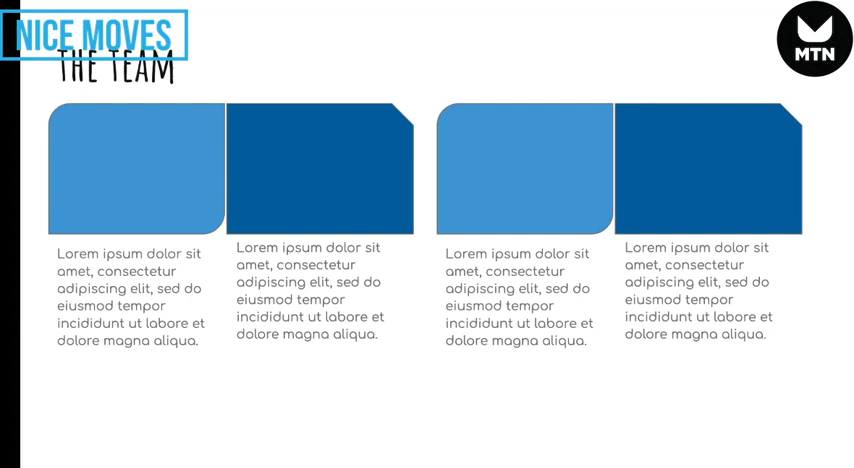 NICE MOVES
THE TEAM
MTN
Lorem ipsum dolor sit
amet, consectetur
adipiscing elit, sed do
eiusmod tempor
incididunt ut labore et
dolore magna aliqua.
Lorem ipsum dolor sit
amet, consectetur
adipiscing elit, sed do
eiusmod tempor
incididunt ut labore et
dolore magna aliqua.
Lorem ipsum dolor sit
amet, consectetur
adipiscing elit, sed do
eiusmod tempor
incididunt ut labore et
dolore magna aliqua.
Lorem ipsum dolor sit
amet, consectetur
adipiscing elit, sed do
eiusmod tempor
incididunt ut labore et
dolore magna aliqua.